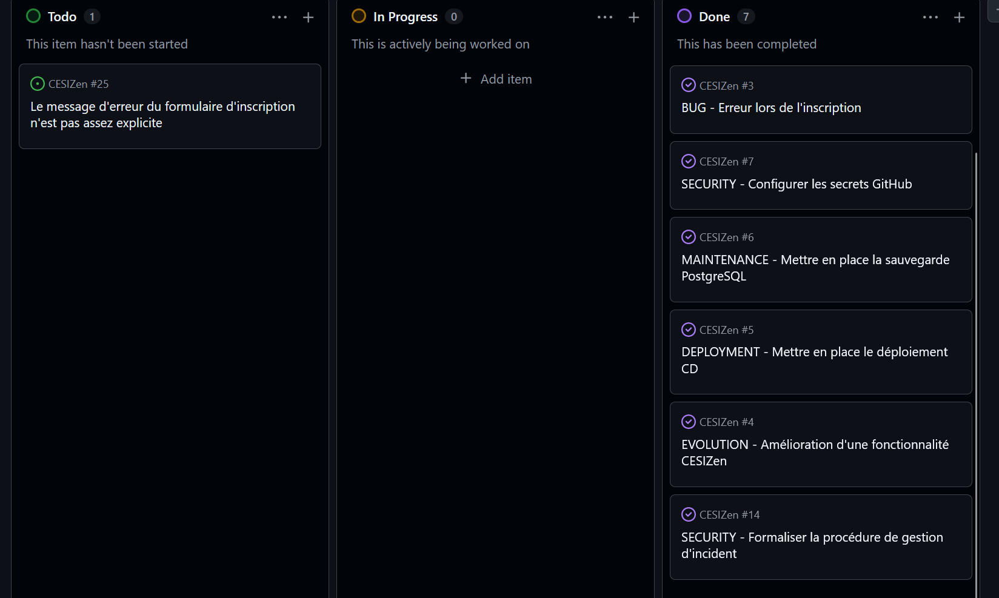 Todo 1
This item hasn't been started
CESIZen #25
Le message d'erreur du formulaire d'inscription
n'est pas assez explicite
In Progress 0
This is actively being worked on
+ Add item
Done 7
This has been completed
CESIZen #3
BUG - Erreur lors de l'inscription
CESIZen #7
SECURITY - Configurer les secrets GitHub
CESIZen #6
MAINTENANCE - Mettre en place la sauvegarde
PostgreSQL
CESIZen #5
DEPLOYMENT - Mettre en place le déploiement
CD
CESIZen #4
EVOLUTION - Amélioration d'une fonctionnalité
CESIZen
CESIZen #14
SECURITY - Formaliser la procédure de gestion
d'incident